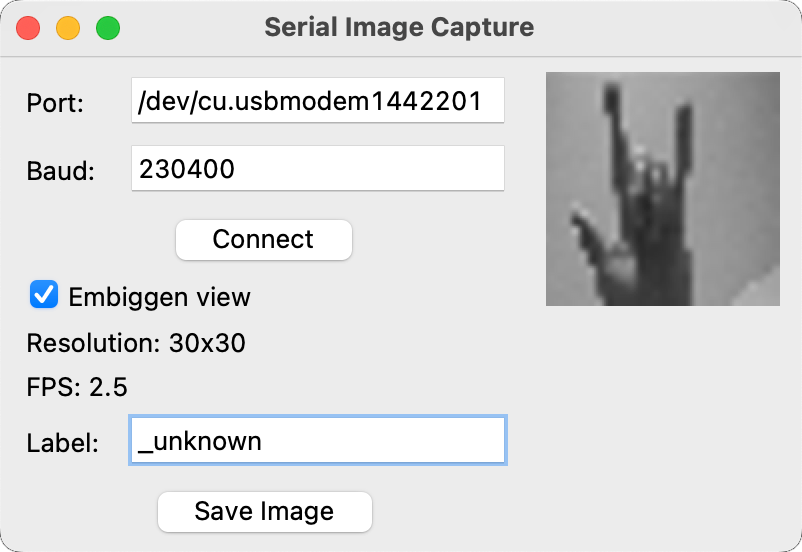 Serial Image Capture
Port: /dev/cu.usbmodem1442201
Baud: 230400
Connect
Embiggen view
Resolution: 30x30
FPS: 2.5
Label: _unknown
Save Image